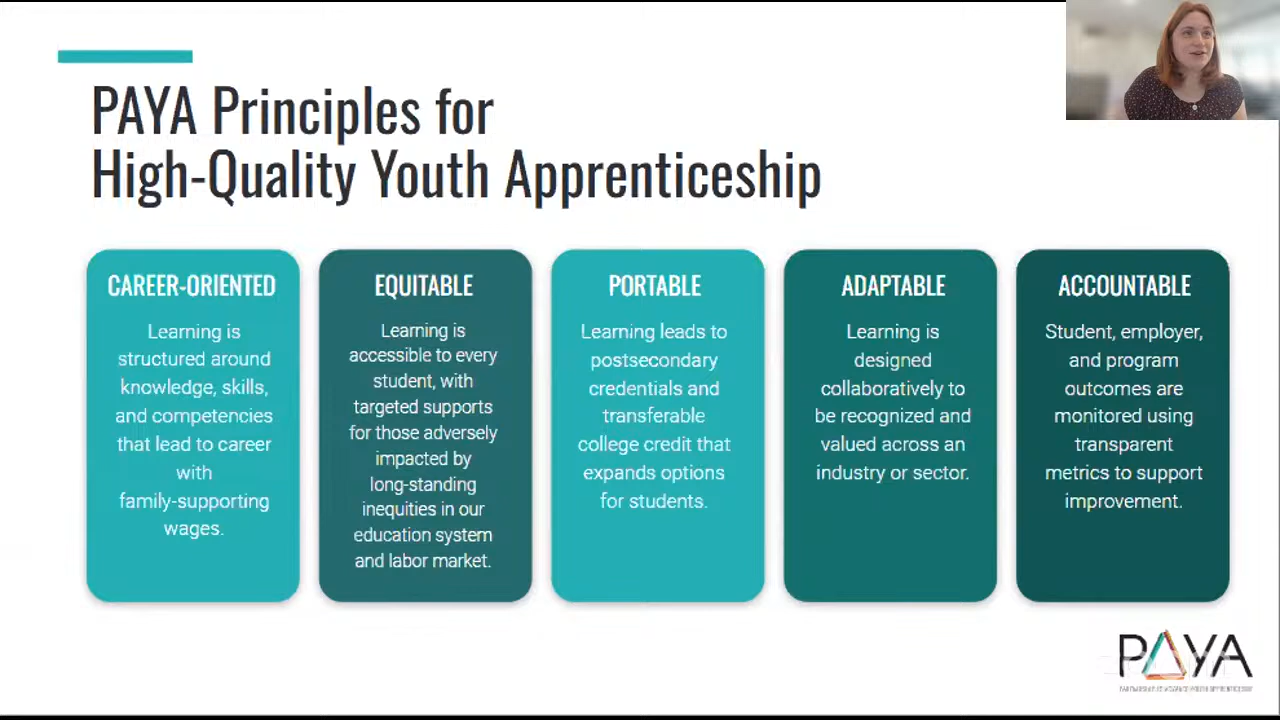 PAYA Principles for
High-Quality Youth Apprenticeship
CAREER-ORIENTED
Learning is
structured around
knowledge, skills,
and competencies
that lead to career
with
family-supporting
wages.
EQUITABLE
Learning is
accessible to every
student, with
targeted supports
for those adversely
impacted by
long-standing
inequities in our
education system
and labor market.
PORTABLE
Learning leads to
postsecondary
credentials and
transferable
college credit that
expands options
for students.
ADAPTABLE
Learning is
designed
collaboratively to
be recognized and
valued across an
industry or sector.
ACCOUNTABLE
Student, employer,
and program
outcomes are
monitored using
transparent
metrics to support
improvement.
PAYA
PARTNERSHIP TO ADVANCE YOUTH APPRENTICESHIP